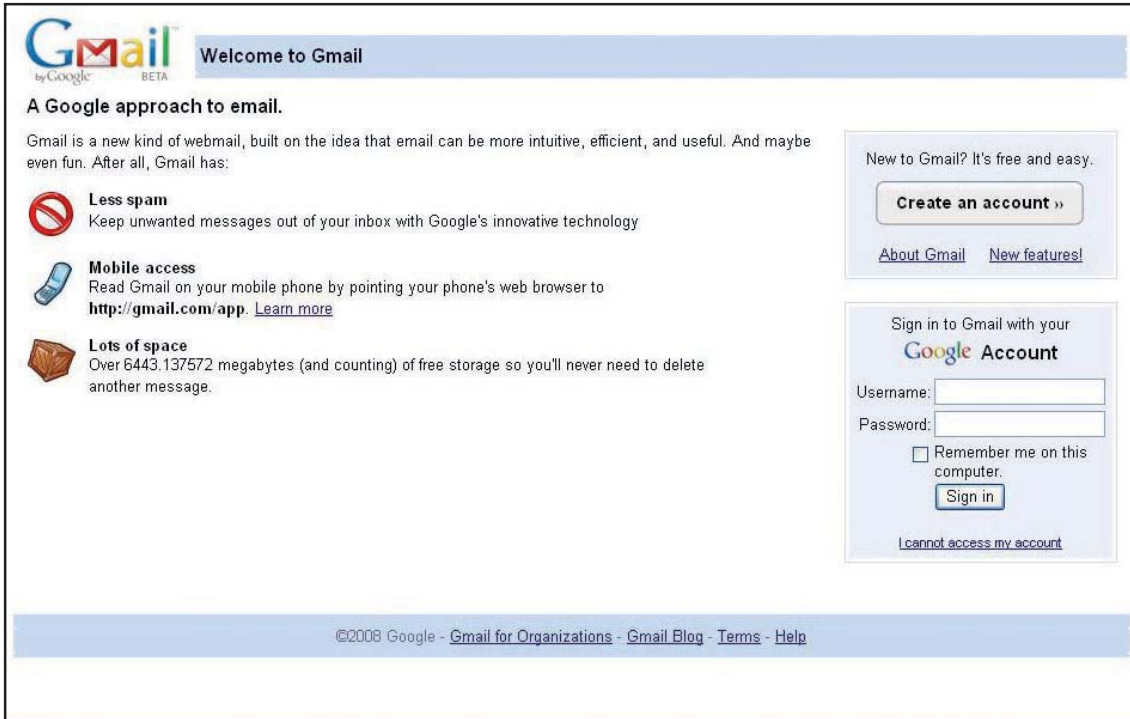 Gmail™
by Google BETA
Welcome to Gmail
A Google approach to email.
Gmail is a new kind of webmail, built on the idea that email can be more intuitive, efficient, and useful. And maybe
even fun. After all, Gmail has:
Less spam
Keep unwanted messages out of your inbox with Google's innovative technology
Mobile access
Read Gmail on your mobile phone by pointing your phone's web browser to
http://gmail.com/app. Learn more
Lots of space
Over 6443.137572 megabytes (and counting) of free storage so you'll never need to delete
another message.
New to Gmail? It's free and easy.
Create an account »
About Gmail New features!
Sign in to Gmail with your
Google Account
Username:
Password:
Remember me on this
computer.
Sign in
I cannot access my account
©2008 Google - Gmail for Organizations - Gmail Blog - Terms - Help